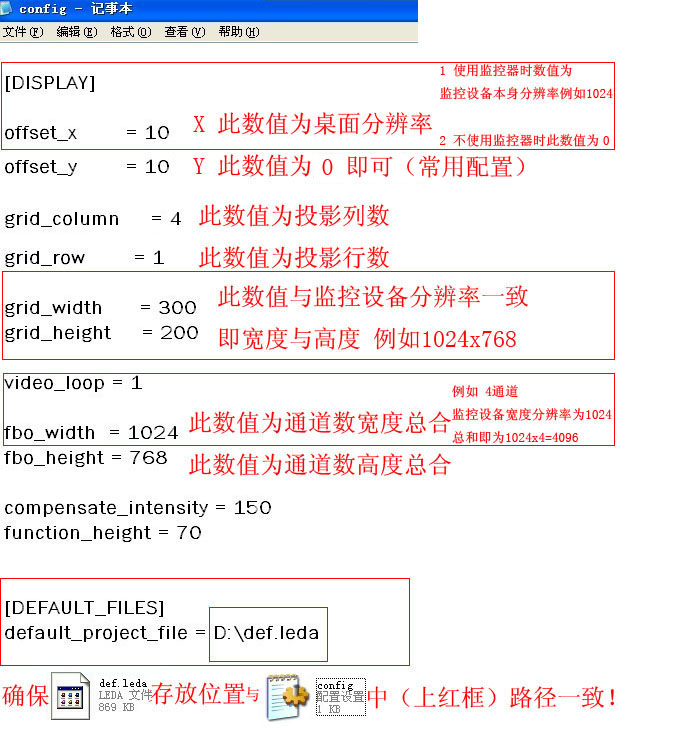 config - 记事本
文件(F) 编辑(E) 格式(O) 查看(V) 帮助(H)
[DISPLAY]
1 使用监控器时数值为
监控设备本身分辨率例如1024
offset_x = 10 X 此数值为桌面分辨率
2 不使用监控器时此数值为0
offset_y = 10 Y 此数值为 0 即可（常用配置）
grid_column = 4 此数值为投影列数
grid_row = 1 此数值为投影行数
grid_width = 300 此数值与监控设备分辨率一致
grid_height = 200 即宽度与高度 例如1024x768
video_loop = 1
例如 4通道
监控设备宽度分辨率为1024
fbo_width = 1024 此数值为通道数宽度总合
总和即为1024x4=4096
fbo_height = 768 此数值为通道数高度总合
compensate_intensity = 150
function_height = 70
[DEFAULT_FILES]
default_project_file = D:\def.leda
确保 def.leda LEDA 文件 869 KB 存放位置与 config 配置设置 1 KB 中（上红框）路径一致！